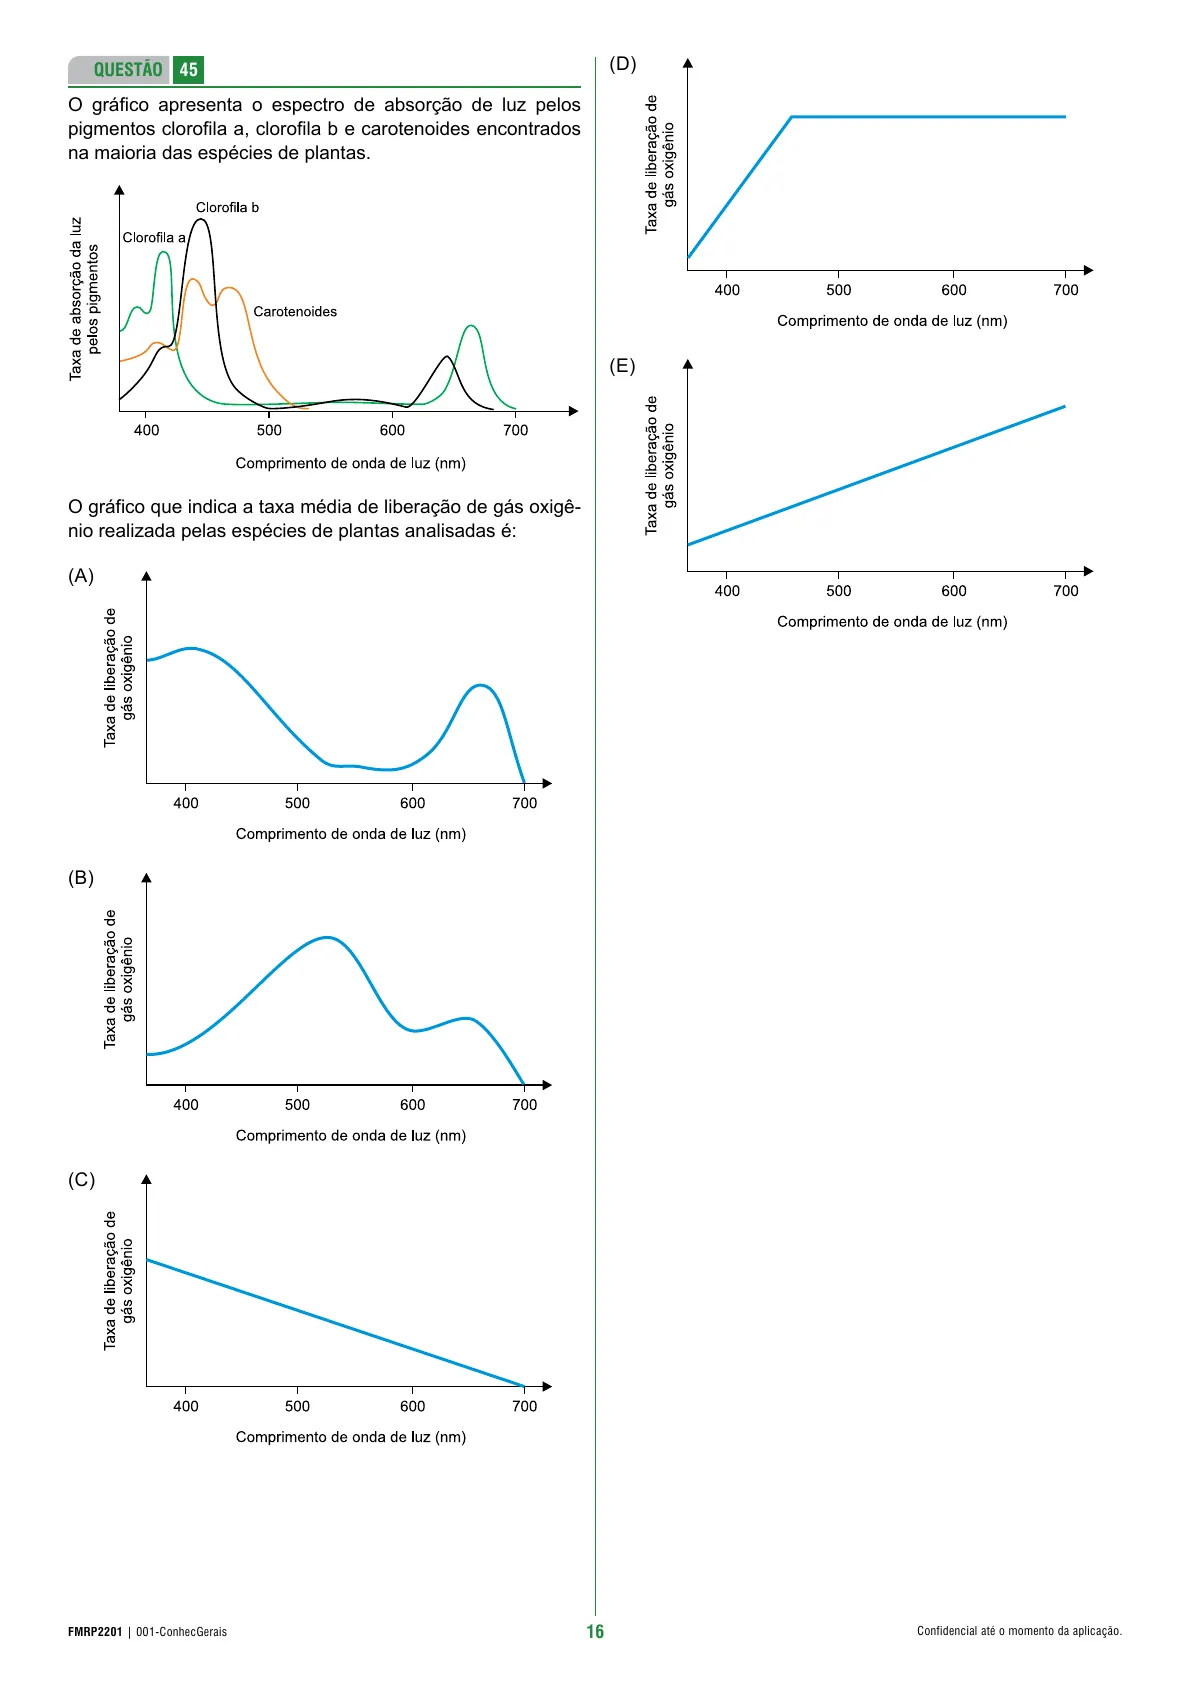 QUESTÃO 45
O gráfico apresenta o espectro de absorção de luz pelos
pigmentos clorofila a, clorofila b e carotenoides encontrados
na maioria das espécies de plantas.
Taxa de absorção da luz
pelos pigmentos
Clorofila b
Clorofila a
Carotenoides
400 500 600 700
Comprimento de onda de luz (nm)
O gráfico que indica a taxa média de liberação de gás oxigê-
nio realizada pelas espécies de plantas analisadas é:
(A)
Taxa de liberação de
gás oxigênio
400 500 600 700
Comprimento de onda de luz (nm)
(B)
Taxa de liberação de
gás oxigênio
400 500 600 700
Comprimento de onda de luz (nm)
(C)
Taxa de liberação de
gás oxigênio
400 500 600 700
Comprimento de onda de luz (nm)
(D)
Taxa de liberação de
gás oxigênio
400 500 600 700
Comprimento de onda de luz (nm)
(E)
Taxa de liberação de
gás oxigênio
400 500 600 700
Comprimento de onda de luz (nm)
FMRP2201 | 001-ConhecGerais
16
Confidencial até o momento da aplicação.